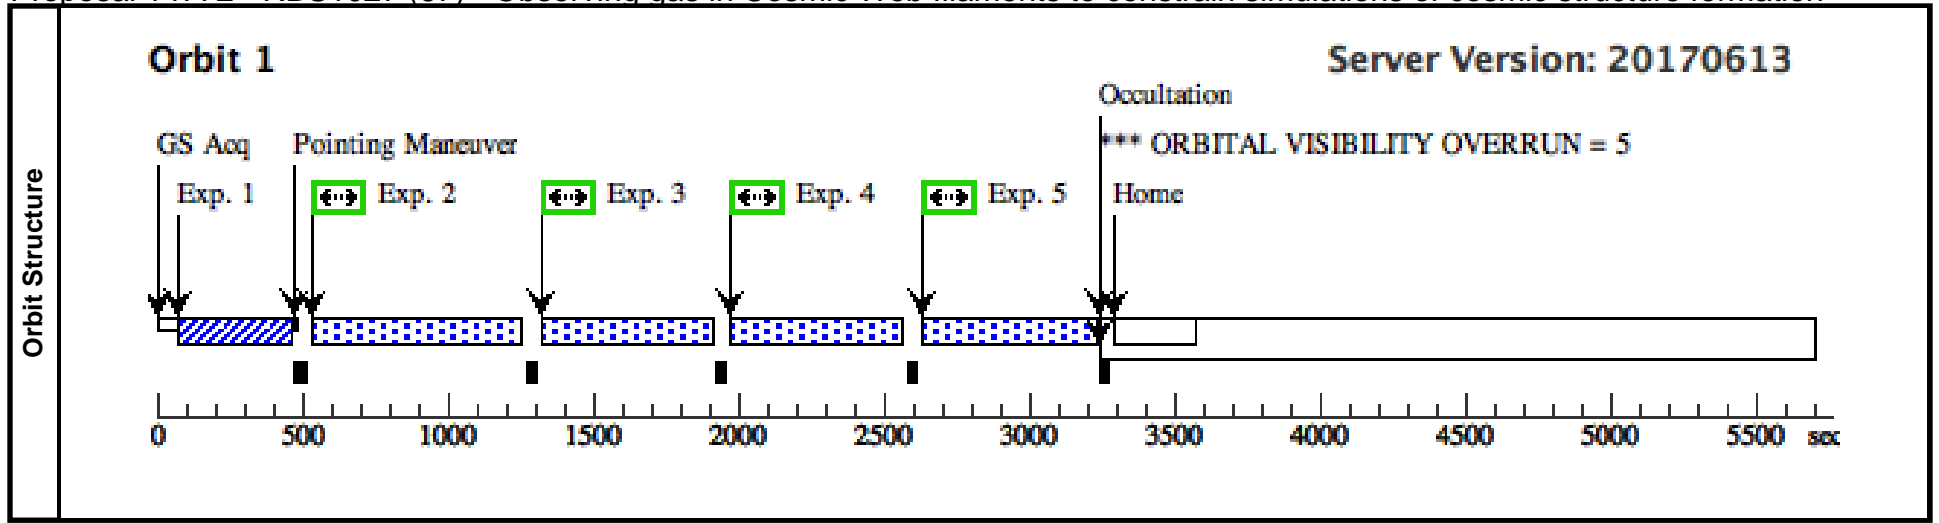 Orbit 1
Server Version: 20170613
Occultation
GS Acq
Pointing Maneuver
*** ORBITAL VISIBILITY OVERRUN = 5
Exp. 1
Exp. 2
Exp. 3
Exp. 4
Exp. 5
Home
Orbit Structure
0 500 1000 1500 2000 2500 3000 3500 4000 4500 5000 5500 sec